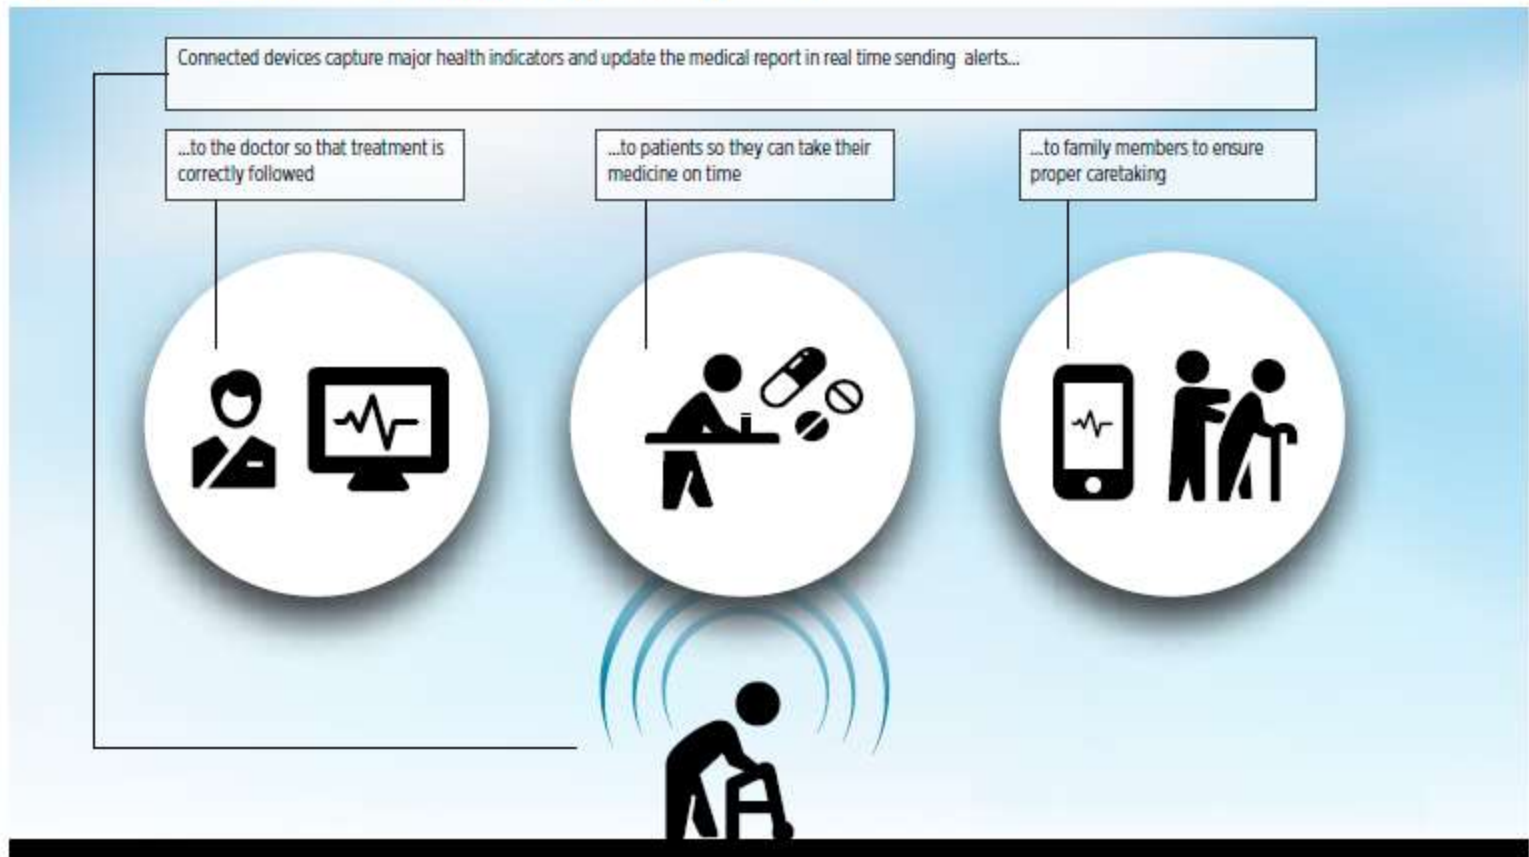 Connected devices capture major health indicators and update the medical report in real time sending alerts...
...to the doctor so that treatment is
correctly followed
...to patients so they can take their
medicine on time
...to family members to ensure
proper caretaking